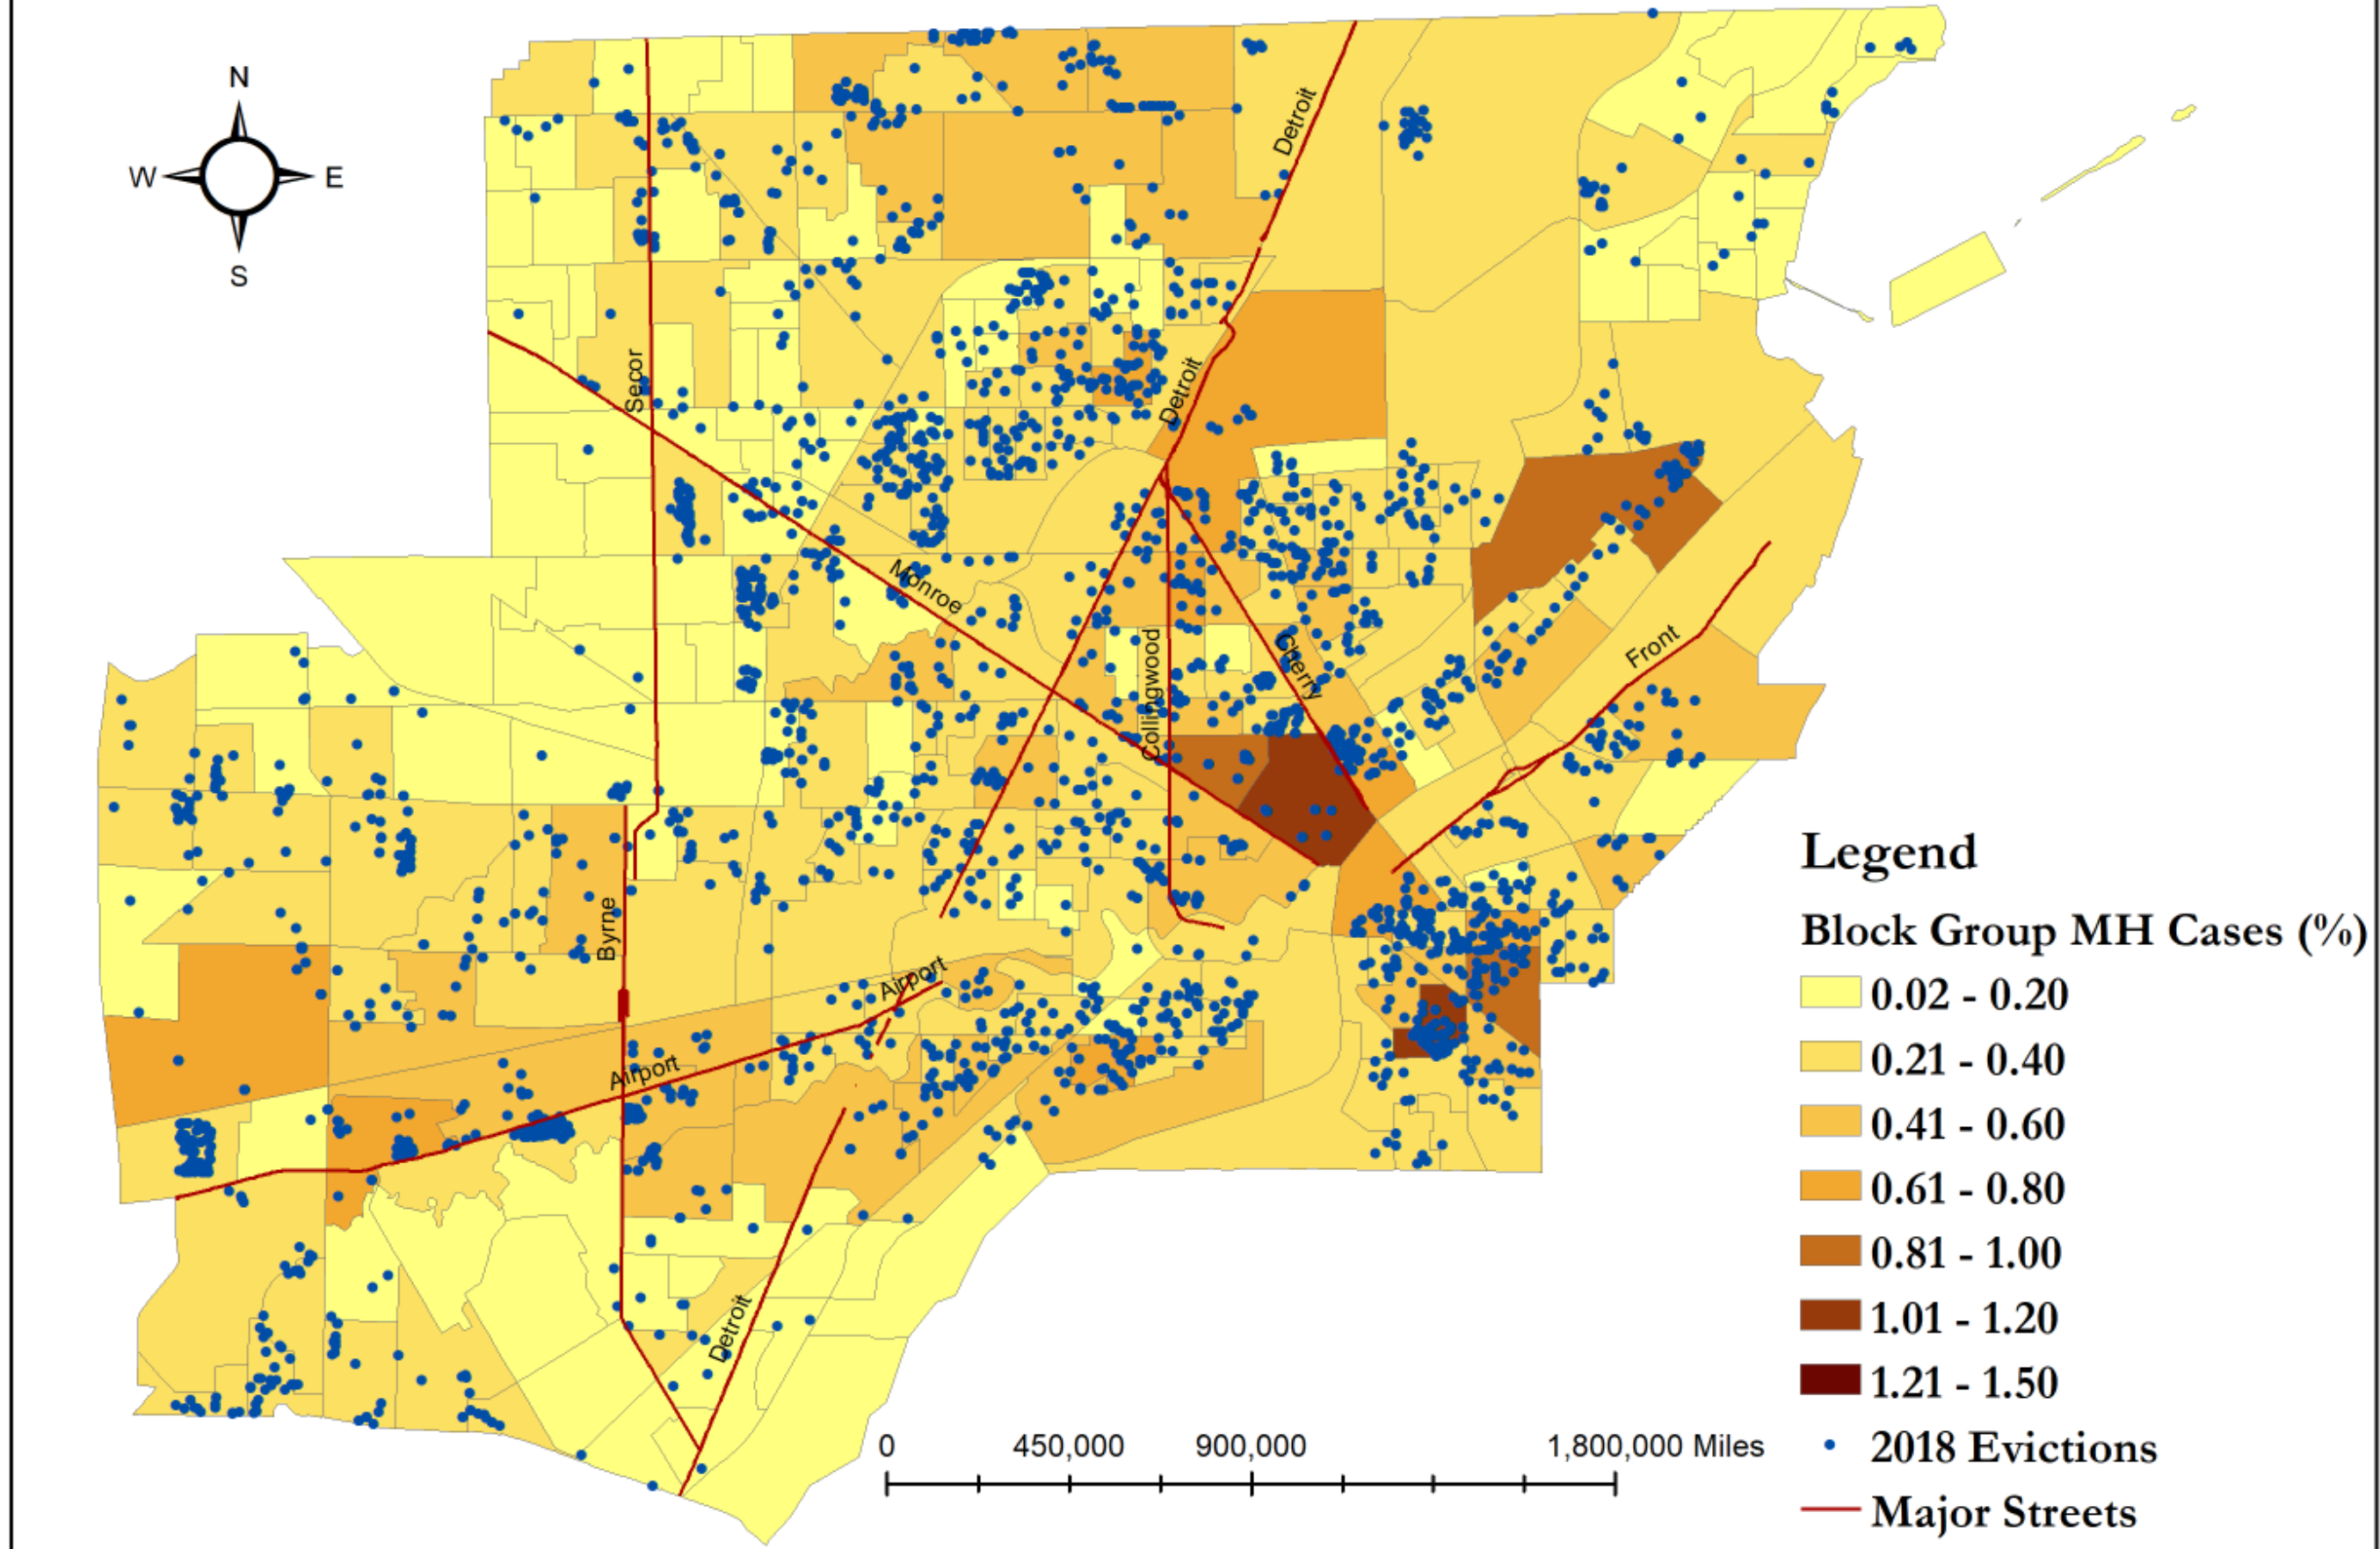 N
W E
S
Detroit
Secor
Detroit
Monroe
Collingwood
Cherry
Front
Byrne
Airport
Airport
Detroit
Legend
Block Group MH Cases (%)
0.02 - 0.20
0.21 - 0.40
0.41 - 0.60
0.61 - 0.80
0.81 - 1.00
1.01 - 1.20
1.21 - 1.50
2018 Evictions
Major Streets
0 450,000 900,000 1,800,000 Miles